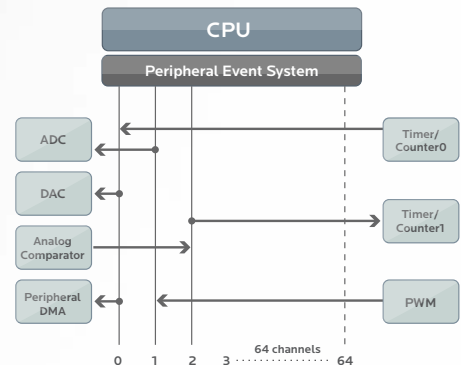 CPU
Peripheral Event System
ADC
Timer/
Counter0
DAC
Timer/
Counter1
Analog
Comparator
Peripheral
DMA
PWM
64 channels
0 1 2 3 64